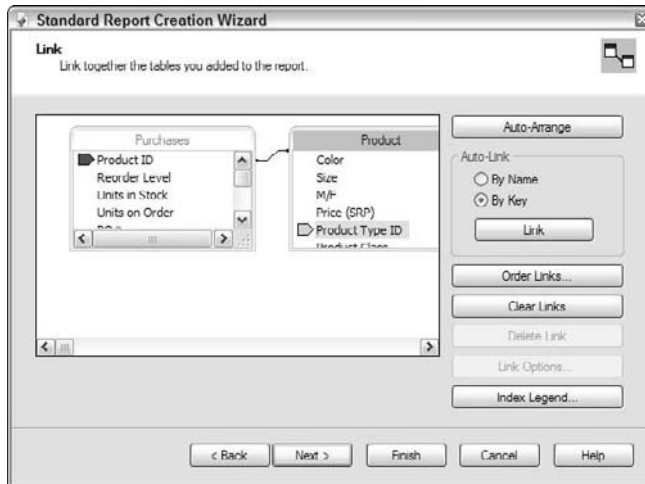 Standard Report Creation Wizard
Link
Link together the tables you added to the report.
Purchases
Product ID
Reorder Level
Units in Stock
Units on Order
Product
Color
Size
M/F
Price (SRP)
Product Type ID
Product Class
Auto-Arrange
Auto-Link
By Name
By Key
Link
Order Links...
Clear Links
Delete Link
Link Options...
Index Legend...
< Back
Next >
Finish
Cancel
Help